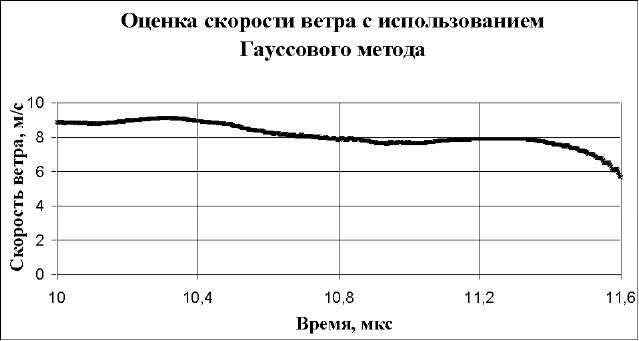 Оценка скорости ветра с использованием
Гауссового метода
Скорость ветра, м/с
10
8
6
4
2
0
10
10,4
10,8
11,2
11,6
Время, мкс